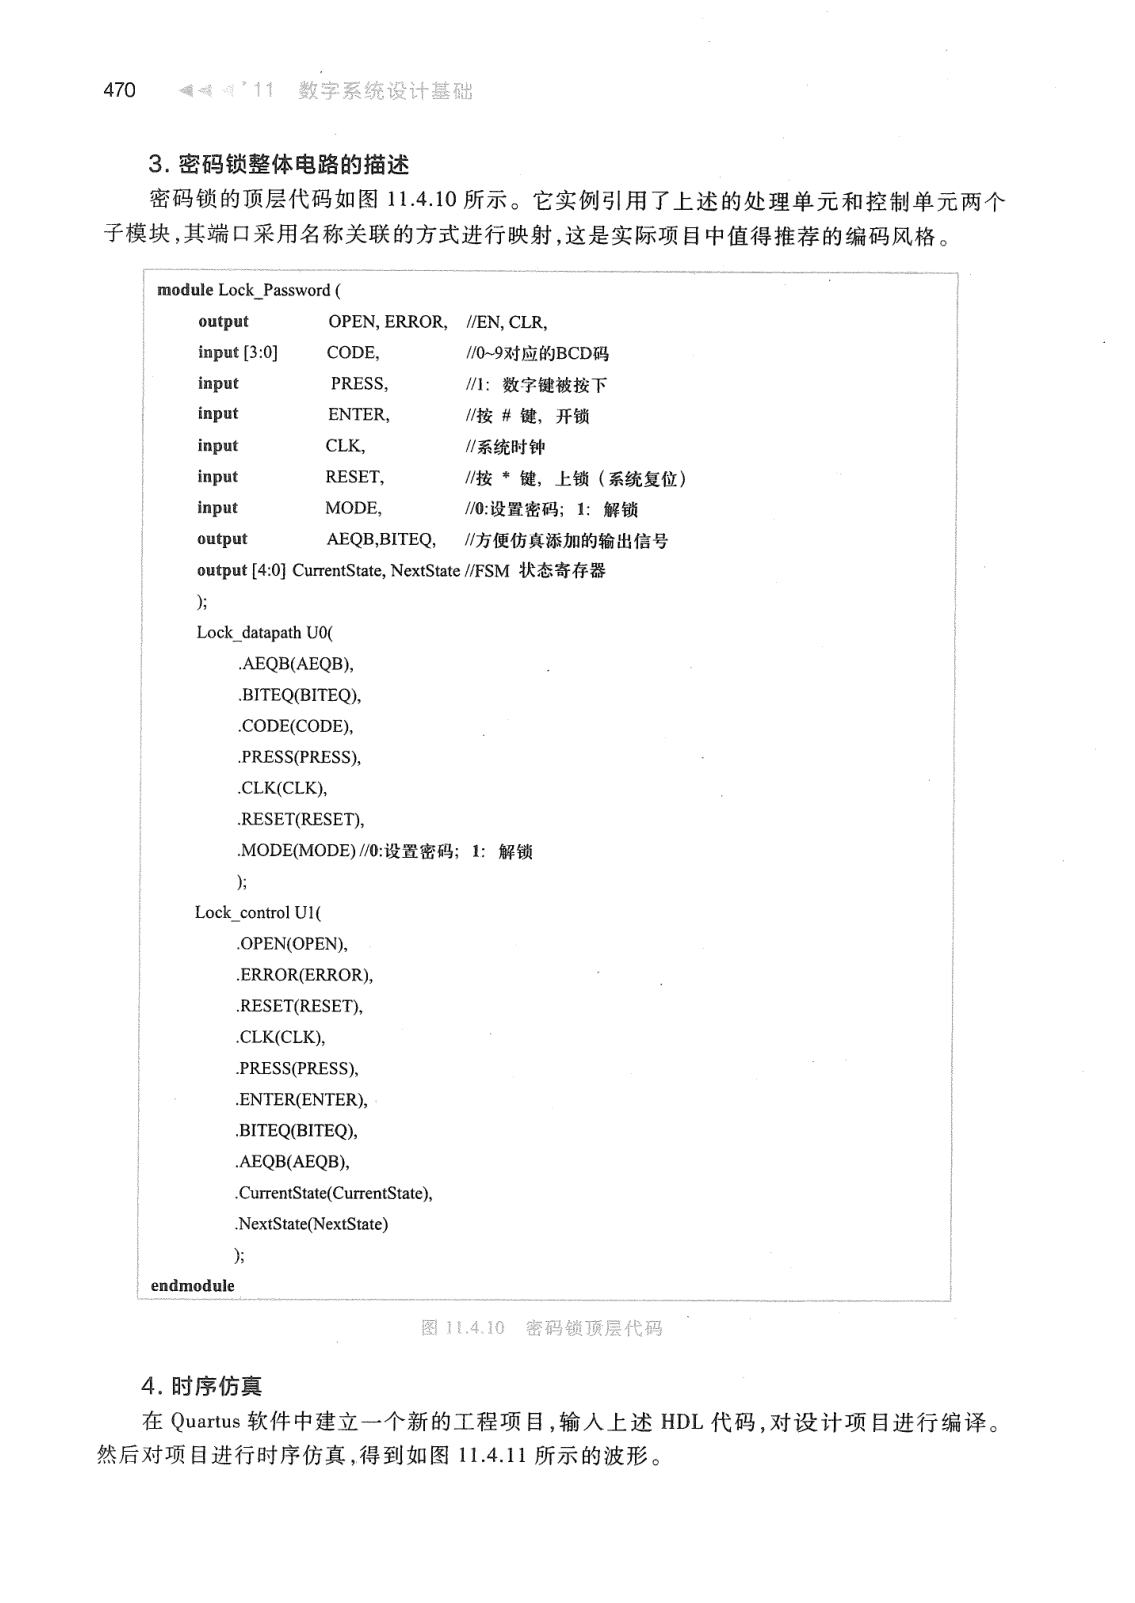 470 11 数字系统设计基础
3. 密码锁整体电路的描述
密码锁的顶层代码如图 11.4.10 所示。它实例引用了上述的处理单元和控制单元两个
子模块,其端口采用名称关联的方式进行映射,这是实际项目中值得推荐的编码风格。
module Lock_Password (
output OPEN, ERROR, //EN, CLR,
input [3:0] CODE, //0~9对应的BCD码
input PRESS, //1: 数字键被按下
input ENTER, //按 # 键, 开锁
input CLK, //系统时钟
input RESET, //按 * 键, 上锁 (系统复位)
input MODE, //0:设置密码; 1: 解锁
output AEQB,BITEQ, //方便仿真添加的输出信号
output [4:0] CurrentState, NextState //FSM 状态寄存器
);
Lock_datapath U0(
.AEQB(AEQB),
.BITEQ(BITEQ),
.CODE(CODE),
.PRESS(PRESS),
.CLK(CLK),
.RESET(RESET),
.MODE(MODE) //0:设置密码; 1: 解锁
);
Lock_control U1(
.OPEN(OPEN),
.ERROR(ERROR),
.RESET(RESET),
.CLK(CLK),
.PRESS(PRESS),
.ENTER(ENTER),
.BITEQ(BITEQ),
.AEQB(AEQB),
.CurrentState(CurrentState),
.NextState(NextState)
);
endmodule
图 11.4.10 密码锁顶层代码
4. 时序仿真
在 Quartus 软件中建立一个新的工程项目,输入上述 HDL 代码,对设计项目进行编译。
然后对项目进行时序仿真,得到如图 11.4.11 所示的波形。